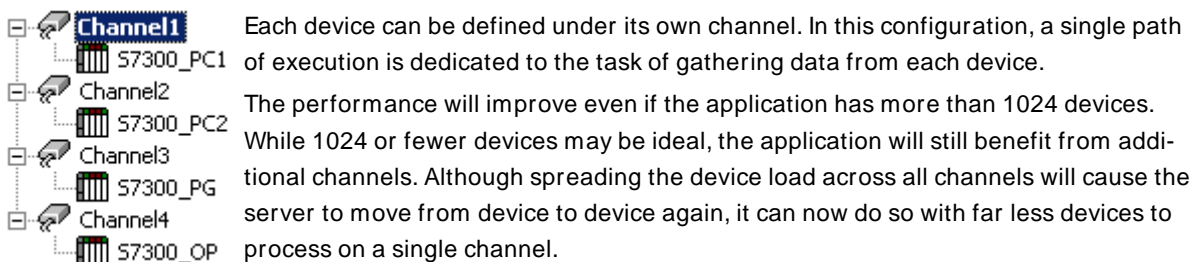 Channel1
S7300_PC1
Channel2
S7300_PC2
Channel3
S7300_PG
Channel4
S7300_OP
Each device can be defined under its own channel. In this configuration, a single path
of execution is dedicated to the task of gathering data from each device.
The performance will improve even if the application has more than 1024 devices.
While 1024 or fewer devices may be ideal, the application will still benefit from addi-
tional channels. Although spreading the device load across all channels will cause the
server to move from device to device again, it can now do so with far less devices to
process on a single channel.